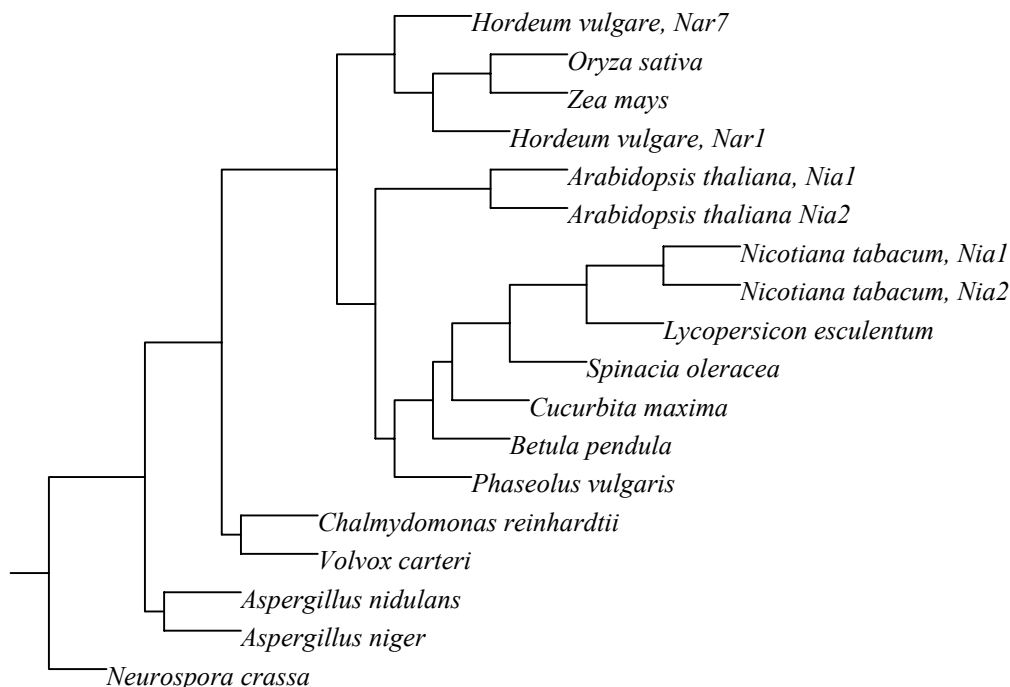 Hordeum vulgare, Nar7
Oryza sativa
Zea mays
Hordeum vulgare, Nar1
Arabidopsis thaliana, Nia1
Arabidopsis thaliana Nia2
Nicotiana tabacum, Nia1
Nicotiana tabacum, Nia2
Lycopersicon esculentum
Spinacia oleracea
Cucurbita maxima
Betula pendula
Phaseolus vulgaris
Chalmydomonas reinhardtii
Volvox carteri
Aspergillus nidulans
Aspergillus niger
Neurospora crassa